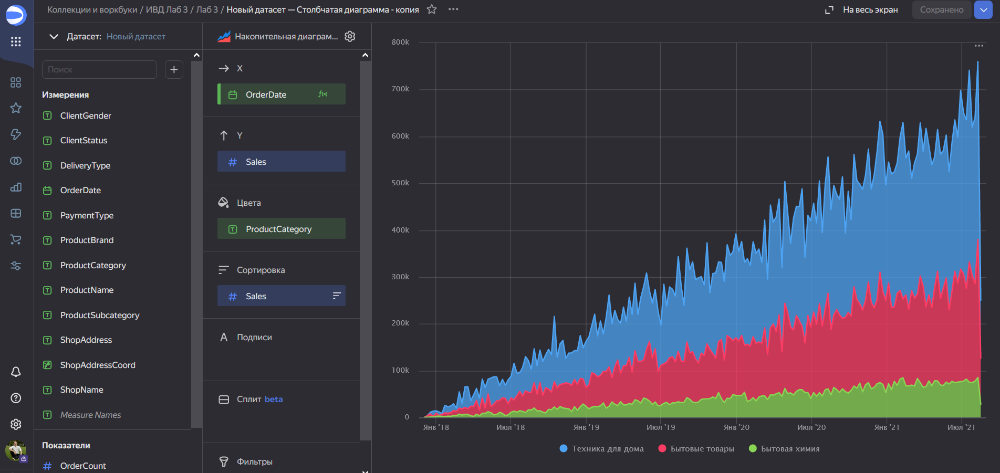 Коллекции и воркбуки / ИВД Лаб 3 / Лаб 3 / Новый датасет — Столбчатая диаграмма - копия
На весь экран
Сохранено
Датасет: Новый датасет
Поиск
Измерения
ClientGender
ClientStatus
DeliveryType
OrderDate
PaymentType
ProductBrand
ProductCategory
ProductName
ProductSubcategory
ShopAddress
ShopAddressCoord
ShopName
Measure Names
Показатели
OrderCount
Накопительная диаграм...
X
OrderDate
f(x)
Y
Sales
Цвета
ProductCategory
Сортировка
Sales
Подписи
Сплит beta
Фильтры
800k
700k
600k
500k
400k
300k
200k
100k
0
Янв '18
Июл '18
Янв '19
Июл '19
Янв '20
Июл '20
Янв '21
Июл '21
Техника для дома
Бытовые товары
Бытовая химия